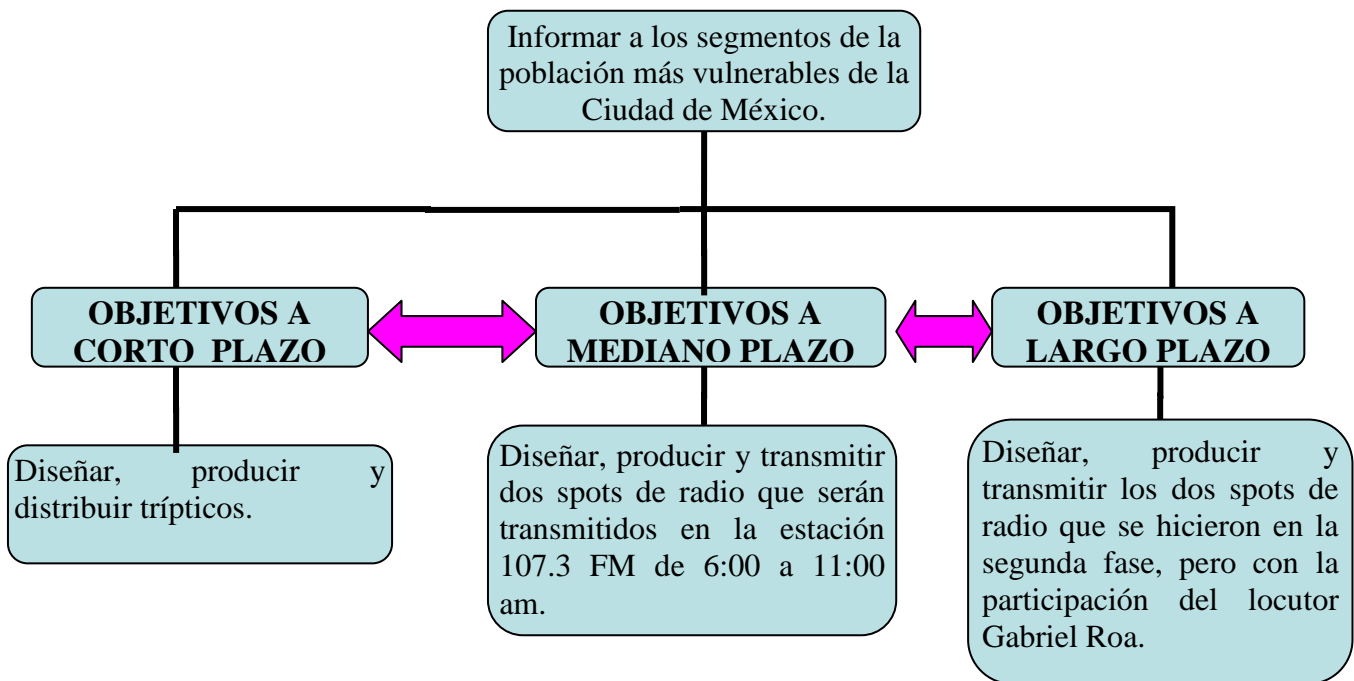 Informar a los segmentos de la
población más vulnerables de la
Ciudad de México.
OBJETIVOS A
CORTO PLAZO
OBJETIVOS A
MEDIANO PLAZO
OBJETIVOS A
LARGO PLAZO
Diseñar, producir y
distribuir trípticos.
Diseñar, producir y transmitir
dos spots de radio que serán
transmitidos en la estación
107.3 FM de 6:00 a 11:00
am.
Diseñar, producir y
transmitir los dos spots de
radio que se hicieron en la
segunda fase, pero con la
participación del locutor
Gabriel Roa.